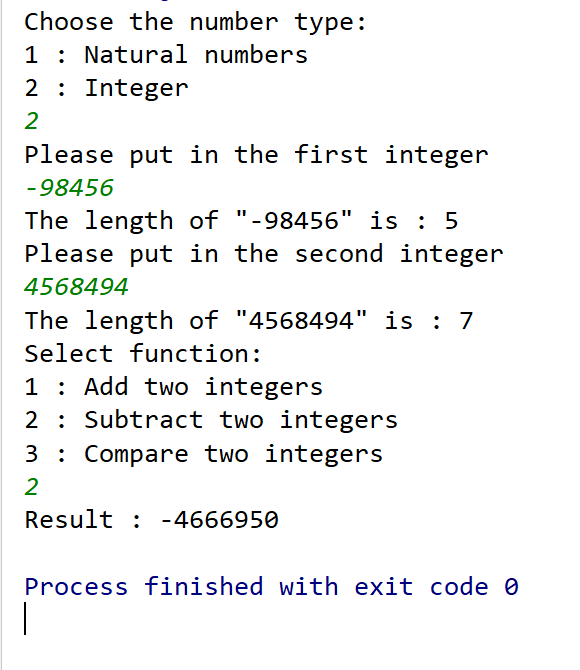 Choose the number type:
1 : Natural numbers
2 : Integer
2
Please put in the first integer
-98456
The length of "-98456" is : 5
Please put in the second integer
4568494
The length of "4568494" is : 7
Select function:
1 : Add two integers
2 : Subtract two integers
3 : Compare two integers
2
Result : -4666950
Process finished with exit code 0